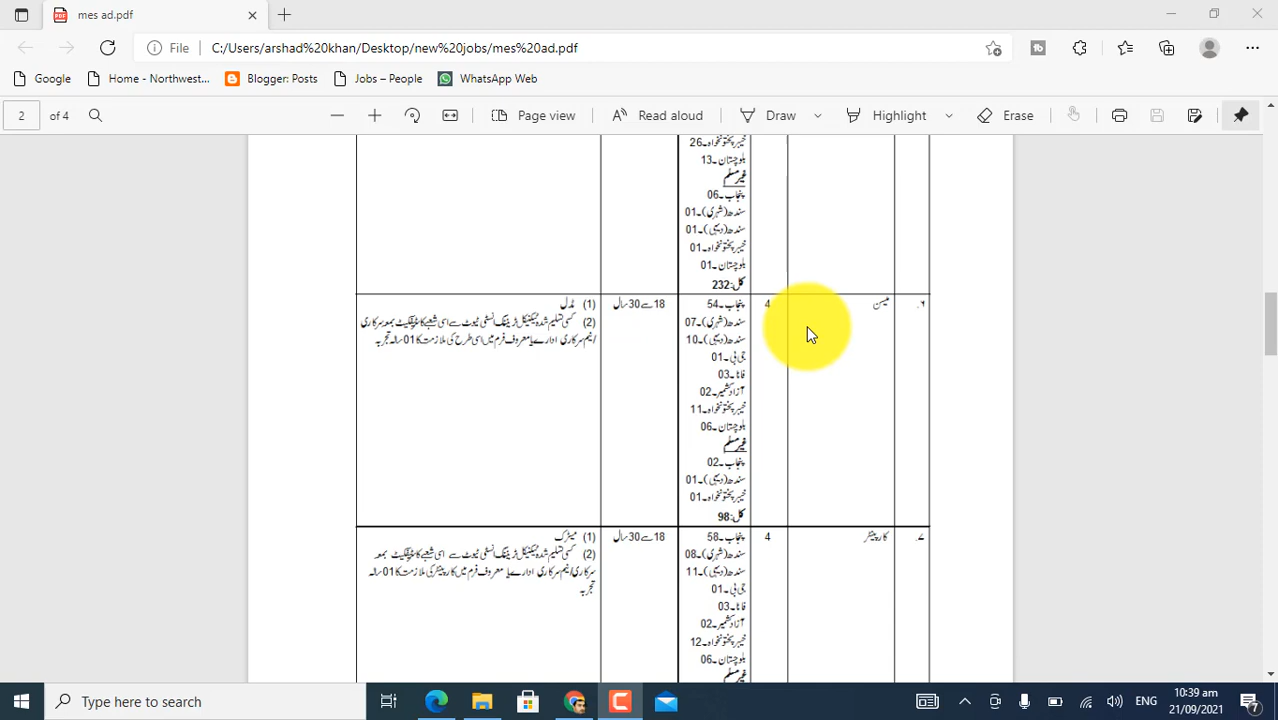 mes ad.pdf
File
C:/Users/arshad%20khan/Desktop/new%20jobs/mes%20ad.pdf
Google
Home - Northwest...
Blogger: Posts
Jobs – People
WhatsApp Web
2 of 4
Page view
Read aloud
Draw
Highlight
Erase
خیبر پختونخواہ۔26
بلوچستان۔13
غیر مسلم
پنجاب۔06
سندھ(شہری)۔01
سندھ(دیہی)۔01
خیبر پختونخواہ۔01
بلوچستان۔01
کل:232
۶۔ میسن 4 پنجاب۔54 18 سے 30 سال (1) مڈل
سندھ(شہری)۔07 (2) کسی تسلیم شدہ ٹیکنیکل ٹریننگ انسٹی ٹیوٹ سے اسی شعبے کا سرٹیفکیٹ بمعہ سرکاری
سندھ(دیہی)۔10 /نیم سرکاری ادارے یا معروف فرم میں اسی طرح کی ملازمت کا 01 سالہ تجربہ
جی بی۔01
فاٹا۔03
آزاد کشمیر۔02
خیبر پختونخواہ۔11
بلوچستان۔06
غیر مسلم
پنجاب۔02
سندھ(دیہی)۔01
خیبر پختونخواہ۔01
کل:98
۷۔ کارپینٹر 4 پنجاب۔58 18 سے 30 سال (1) میٹرک
سندھ(شہری)۔08 (2) کسی تسلیم شدہ ٹیکنیکل ٹریننگ انسٹی ٹیوٹ سے اسی شعبے کا سرٹیفکیٹ بمعہ
سندھ(دیہی)۔11 سرکاری/نیم سرکاری ادارے یا معروف فرم میں کارپینٹر کی ملازمت کا 01 سالہ
جی بی۔01 تجربہ
فاٹا۔03
آزاد کشمیر۔02
خیبر پختونخواہ۔12
بلوچستان۔06
غیر مسلم
Type here to search
ENG
10:39 am
21/09/2021
7